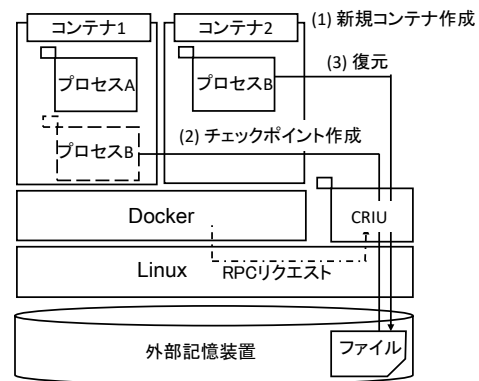 コンテナ1
コンテナ2
(1) 新規コンテナ作成
(3) 復元
プロセスA
プロセスB
(2) チェックポイント作成
プロセスB
Docker
CRIU
Linux
RPCリクエスト
外部記憶装置
ファイル